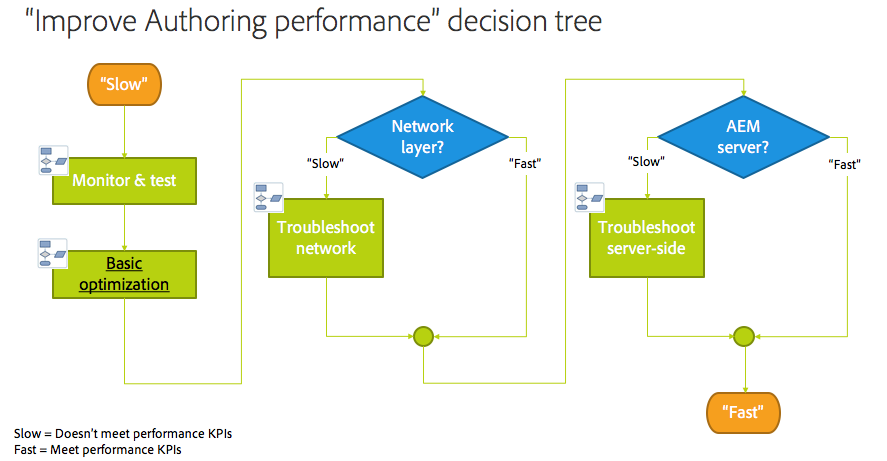 "Improve Authoring performance" decision tree
"Slow"
Monitor & test
Basic
optimization
Network
layer?
"Slow"
"Fast"
Troubleshoot
network
AEM
server?
"Slow"
"Fast"
Troubleshoot
server-side
"Fast"
Slow = Doesn't meet performance KPIs
Fast = Meet performance KPIs